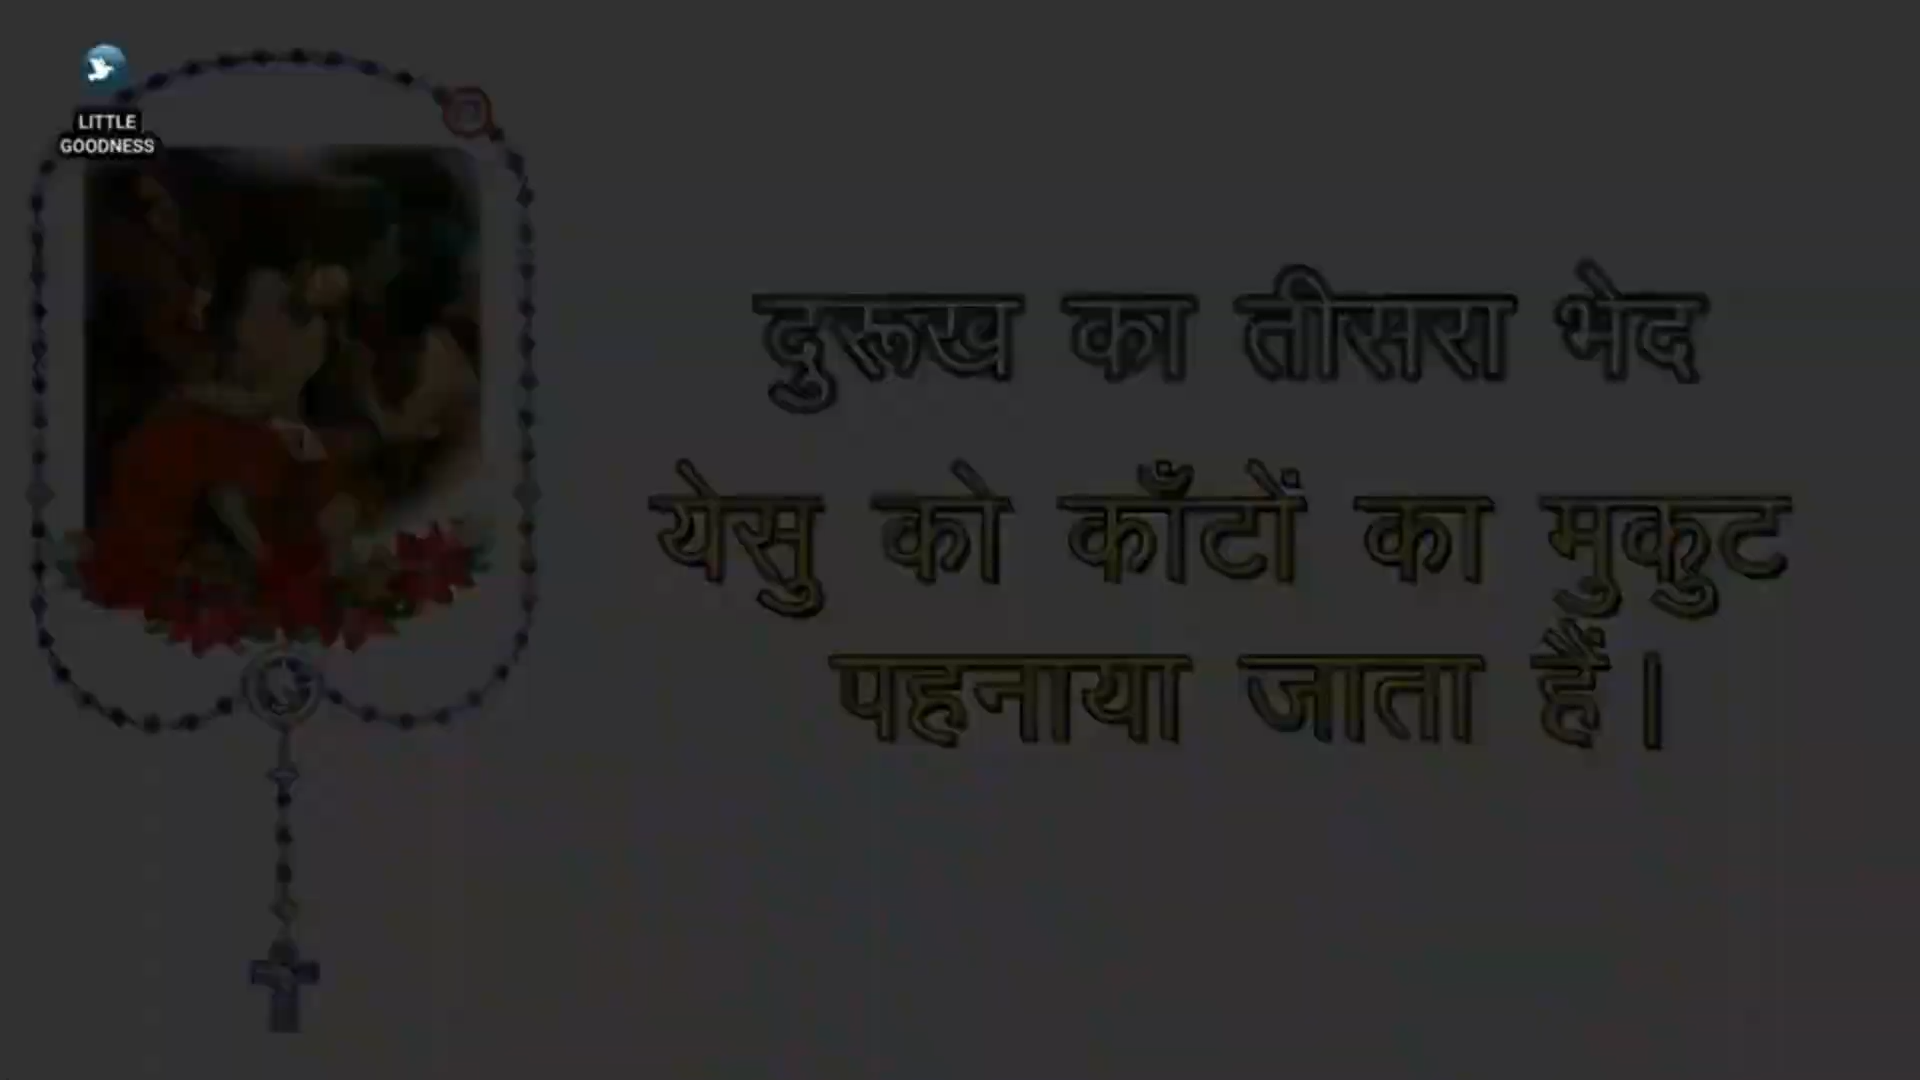 LITTLE
GOODNESS
दुरूख का तीसरा भेद
येसु को काँटों का मुकुट
पहनाया जाता हैं।